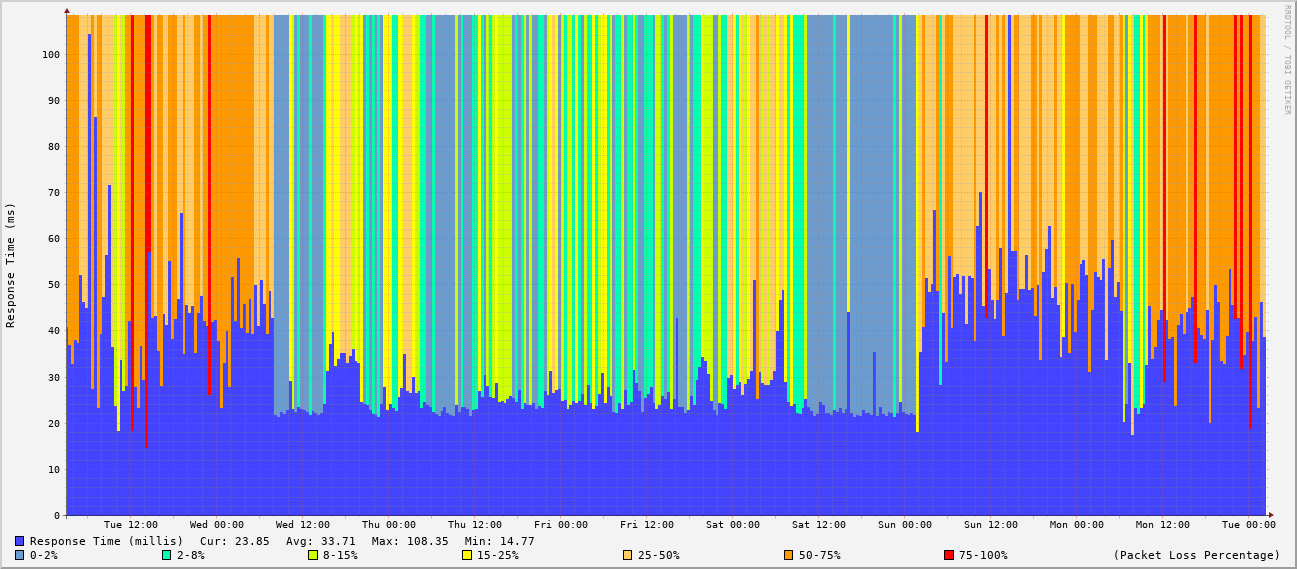 RRDTOOL / TOBI OETIKER
Response Time (ms)
100
90
80
70
60
50
40
30
20
10
0
Tue 12:00 Wed 00:00 Wed 12:00 Thu 00:00 Thu 12:00 Fri 00:00 Fri 12:00 Sat 00:00 Sat 12:00 Sun 00:00 Sun 12:00 Mon 00:00 Mon 12:00 Tue 00:00
Response Time (millis) Cur: 23.85 Avg: 33.71 Max: 108.35 Min: 14.77
0-2% 2-8% 8-15% 15-25% 25-50% 50-75% 75-100% (Packet Loss Percentage)